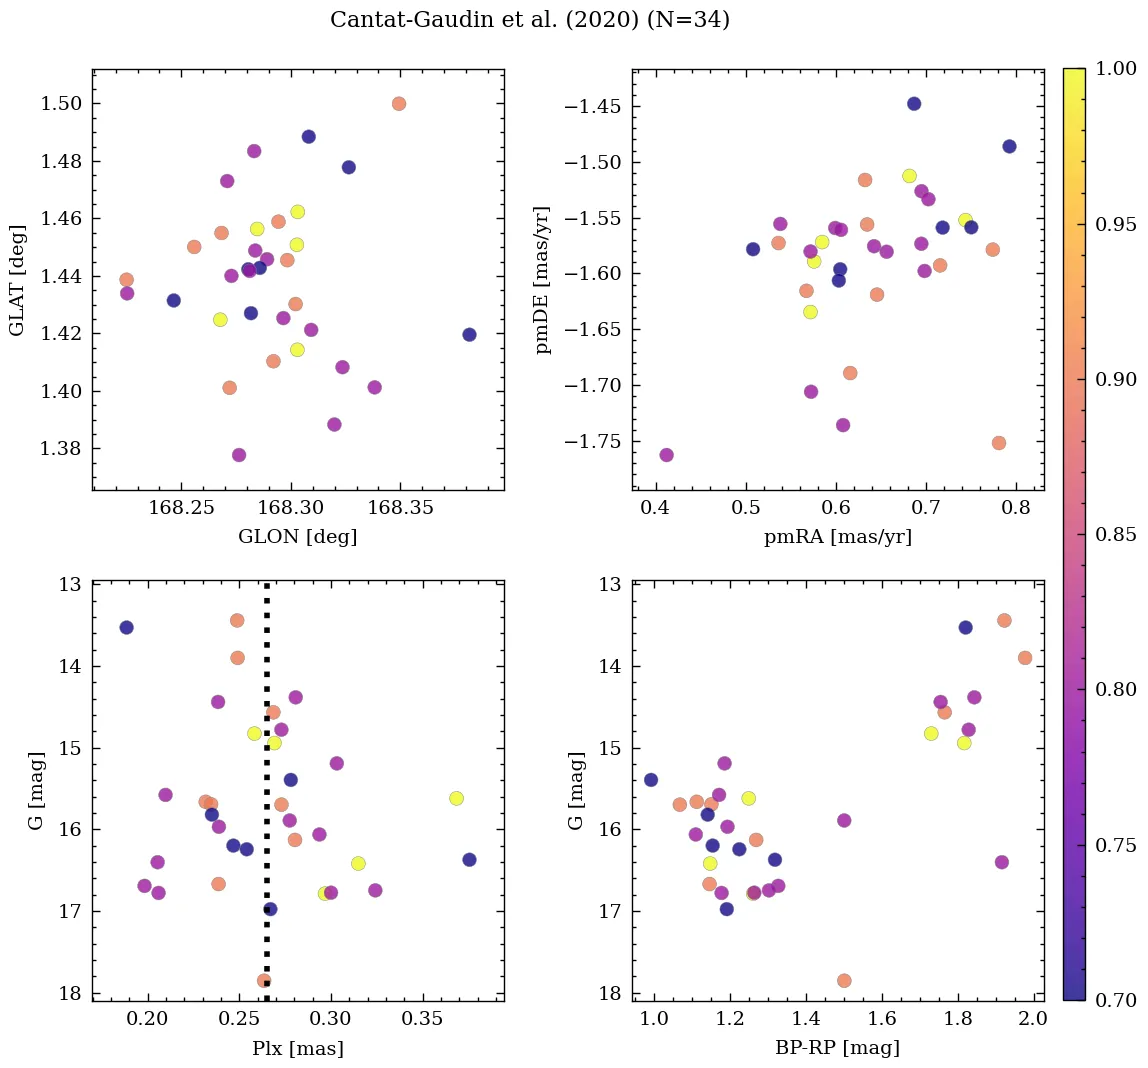 Cantat-Gaudin et al. (2020) (N=34)
1.50
1.48
1.46
1.44
1.42
1.40
1.38
GLAT [deg]
168.25 168.30 168.35
GLON [deg]
−1.45
−1.50
−1.55
−1.60
−1.65
−1.70
−1.75
pmDE [mas/yr]
0.4 0.5 0.6 0.7 0.8
pmRA [mas/yr]
13
14
15
16
17
18
G [mag]
0.20 0.25 0.30 0.35
Plx [mas]
13
14
15
16
17
18
G [mag]
1.0 1.2 1.4 1.6 1.8 2.0
BP-RP [mag]
1.00
0.95
0.90
0.85
0.80
0.75
0.70